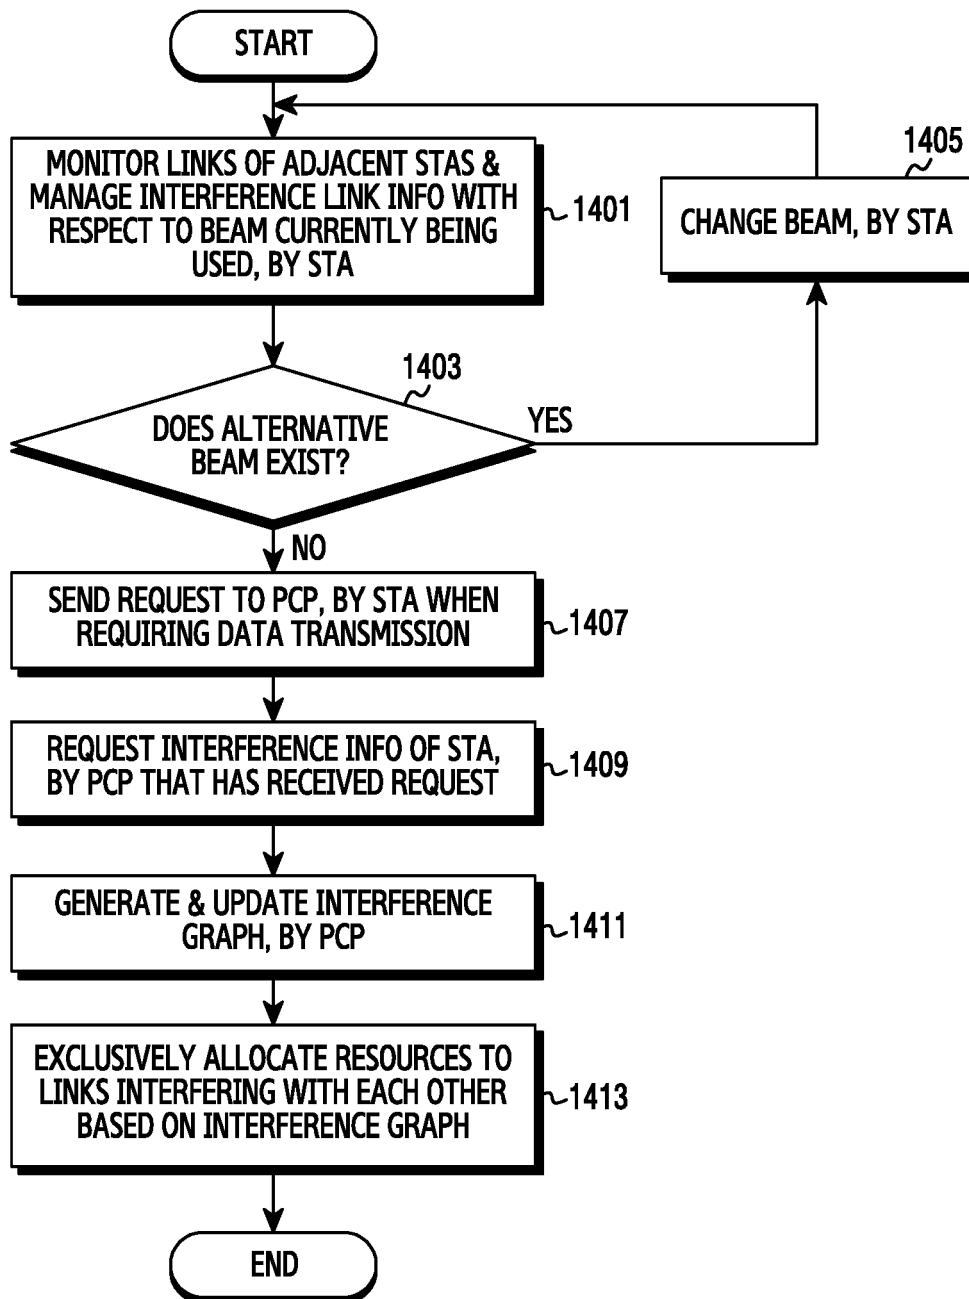 START
MONITOR LINKS OF ADJACENT STAS &
MANAGE INTERFERENCE LINK INFO WITH
RESPECT TO BEAM CURRENTLY BEING
USED, BY STA
1401
1405
CHANGE BEAM, BY STA
1403
DOES ALTERNATIVE
BEAM EXIST?
YES
NO
SEND REQUEST TO PCP, BY STA WHEN
REQUIRING DATA TRANSMISSION
1407
REQUEST INTERFERENCE INFO OF STA,
BY PCP THAT HAS RECEIVED REQUEST
1409
GENERATE & UPDATE INTERFERENCE
GRAPH, BY PCP
1411
EXCLUSIVELY ALLOCATE RESOURCES TO
LINKS INTERFERING WITH EACH OTHER
BASED ON INTERFERENCE GRAPH
1413
END